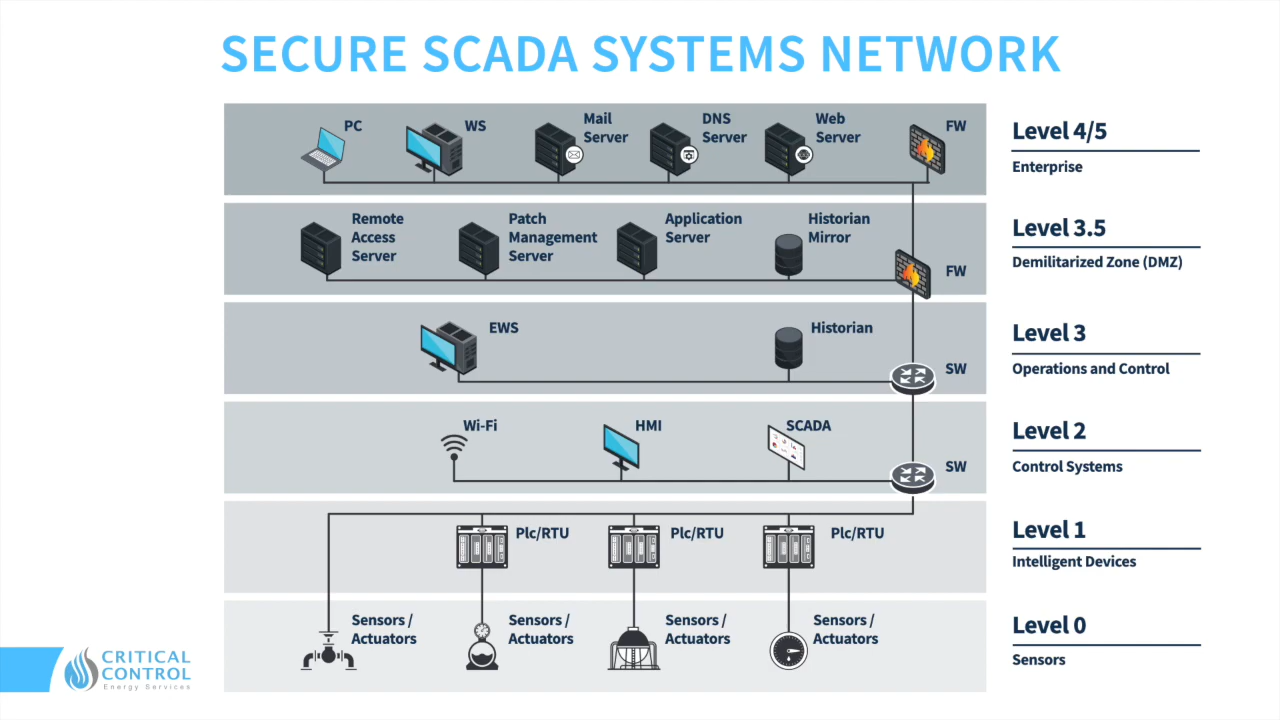 SECURE SCADA SYSTEMS NETWORK
PC
WS
Mail
Server
DNS
Server
Web
Server
FW
Level 4/5
Enterprise
Remote
Access
Server
Patch
Management
Server
Application
Server
Historian
Mirror
FW
Level 3.5
Demilitarized Zone (DMZ)
EWS
Historian
SW
Level 3
Operations and Control
Wi-Fi
HMI
SCADA
SW
Level 2
Control Systems
Plc/RTU
Plc/RTU
Plc/RTU
Level 1
Intelligent Devices
Sensors /
Actuators
Sensors /
Actuators
Sensors /
Actuators
Sensors /
Actuators
Level 0
Sensors
CRITICAL
CONTROL
Energy Services